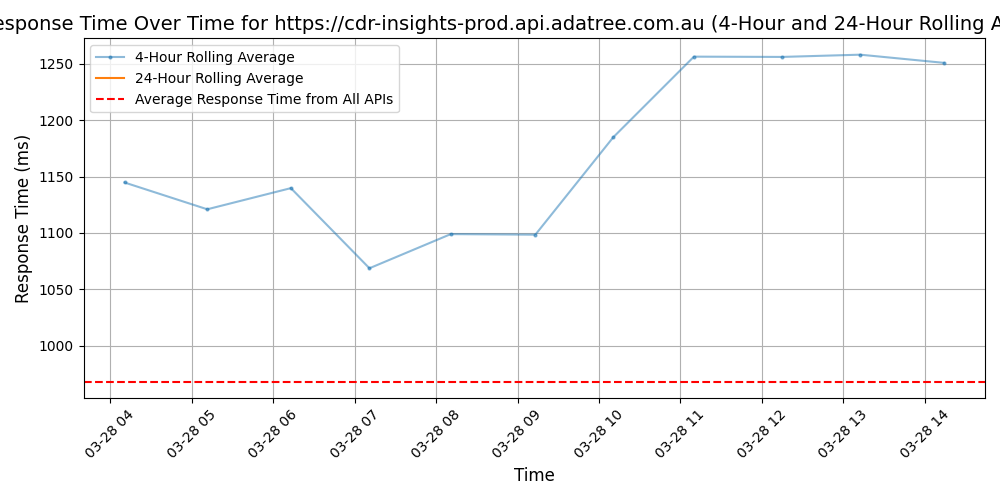 esponse Time Over Time for https://cdr-insights-prod.api.adatree.com.au (4-Hour and 24-Hour Rolling A
4-Hour Rolling Average
24-Hour Rolling Average
Average Response Time from All APIs
Response Time (ms)
1250
1200
1150
1100
1050
1000
03-28 04
03-28 05
03-28 06
03-28 07
03-28 08
03-28 09
03-28 10
03-28 11
03-28 12
03-28 13
03-28 14
Time